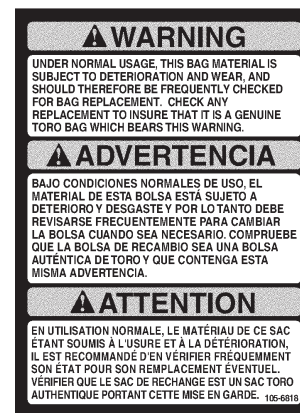 WARNING
UNDER NORMAL USAGE, THIS BAG MATERIAL IS
SUBJECT TO DETERIORATION AND WEAR, AND
SHOULD THEREFORE BE FREQUENTLY CHECKED
FOR BAG REPLACEMENT. CHECK ANY
REPLACEMENT TO INSURE THAT IT IS A GENUINE
TORO BAG WHICH BEARS THIS WARNING.
ADVERTENCIA
BAJO CONDICIONES NORMALES DE USO, EL
MATERIAL DE ESTA BOLSA ESTÁ SUJETO A
DETERIORO Y DESGASTE Y POR LO TANTO DEBE
REVISARSE FRECUENTEMENTE PARA CAMBIAR
LA BOLSA CUANDO SEA NECESARIO. COMPRUEBE
QUE LA BOLSA DE RECAMBIO SEA UNA BOLSA
AUTÉNTICA DE TORO Y QUE CONTENGA ESTA
MISMA ADVERTENCIA.
ATTENTION
EN UTILISATION NORMALE, LE MATÉRIAU DE CE SAC
ÉTANT SOUMIS À L'USURE ET À LA DÉTÉRIORATION,
IL EST RECOMMANDÉ D'EN VÉRIFIER FRÉQUEMMENT
SON ÉTAT POUR SON REMPLACEMENT ÉVENTUEL.
VÉRIFIER QUE LE SAC DE RECHANGE EST UN SAC TORO
AUTHENTIQUE PORTANT CETTE MISE EN GARDE. 105-6818